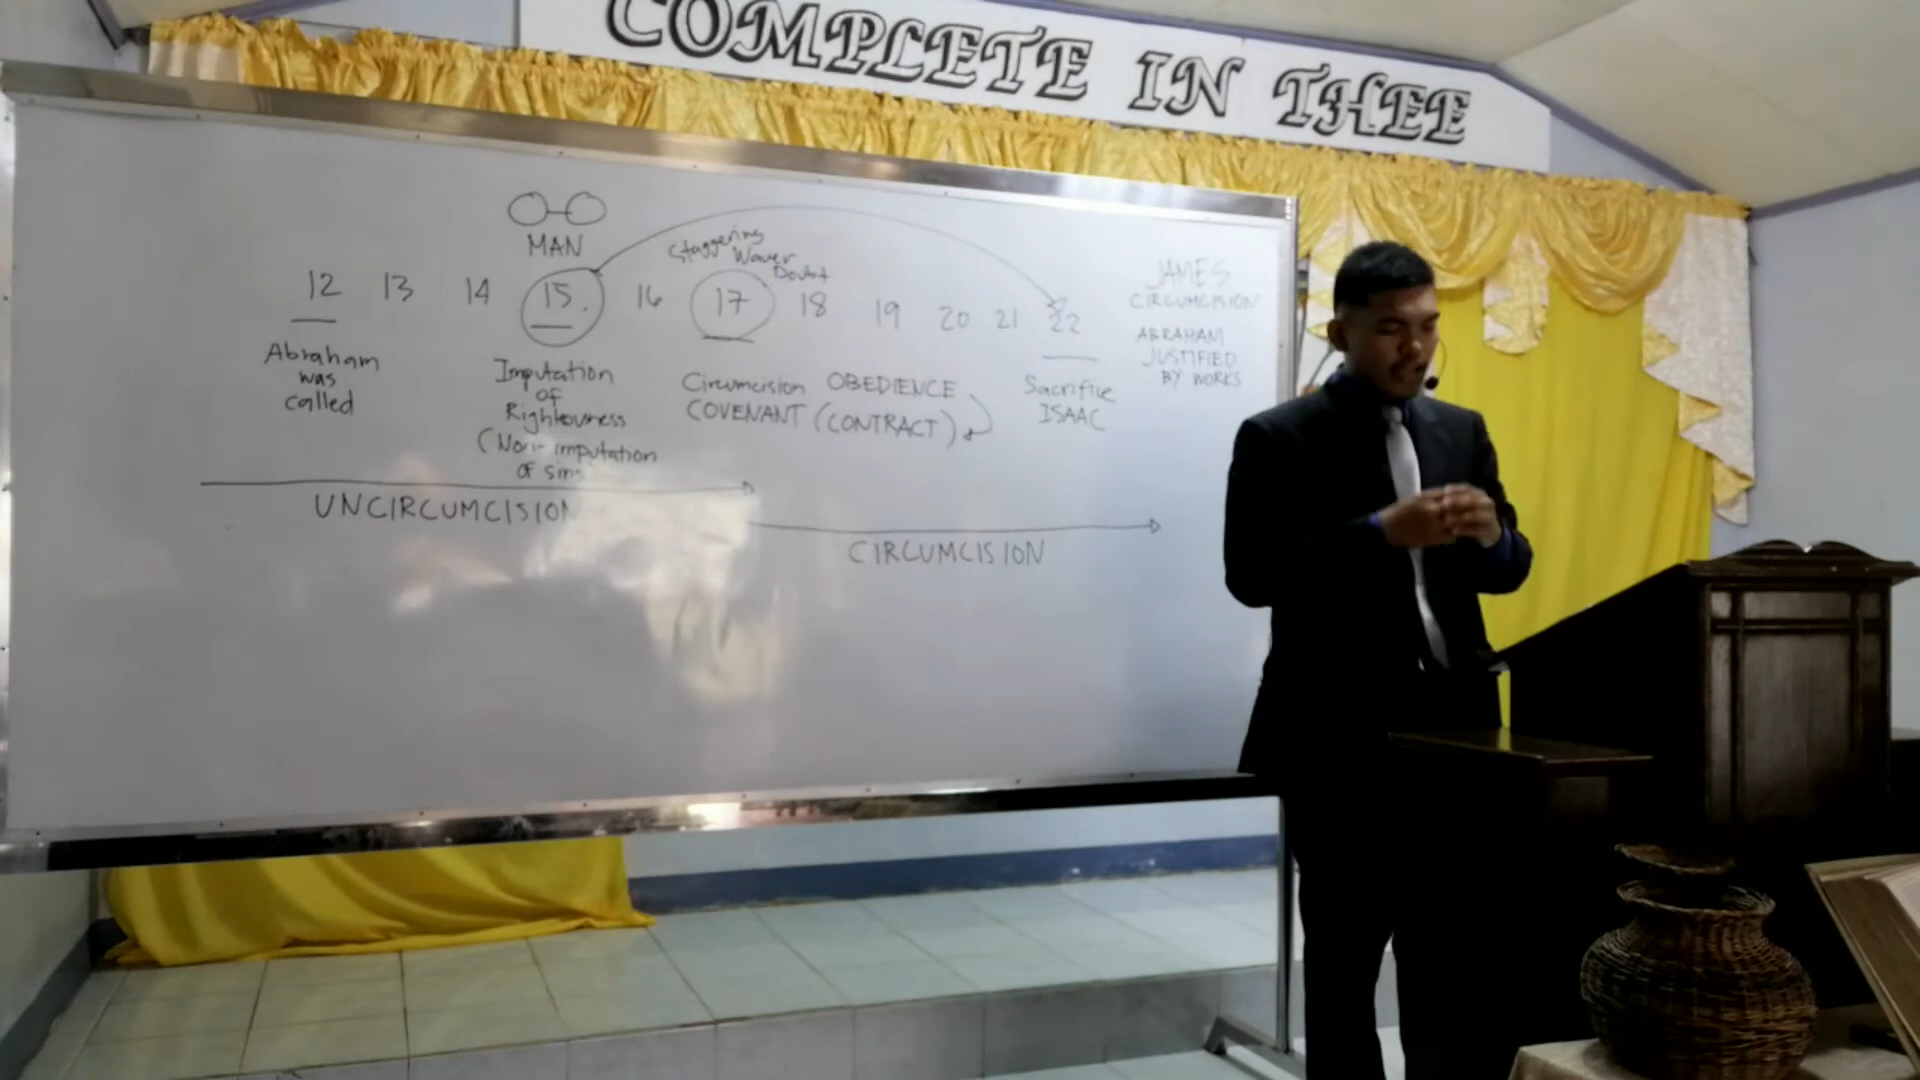 COMPLETE IN THEE
MAN
Staggering
Waver
Doubt
12 13 14 15. 16 17 18 19 20 21 22
Abraham
was
called
Imputation
of
Righteousness
(Non-imputation
of sins
Circumcision OBEDIENCE
COVENANT (CONTRACT)
Sacrifice
ISAAC
JAMES
CIRCUMCISION
ABRAHAM
JUSTIFIED
BY WORKS
UNCIRCUMCISION
CIRCUMCISION